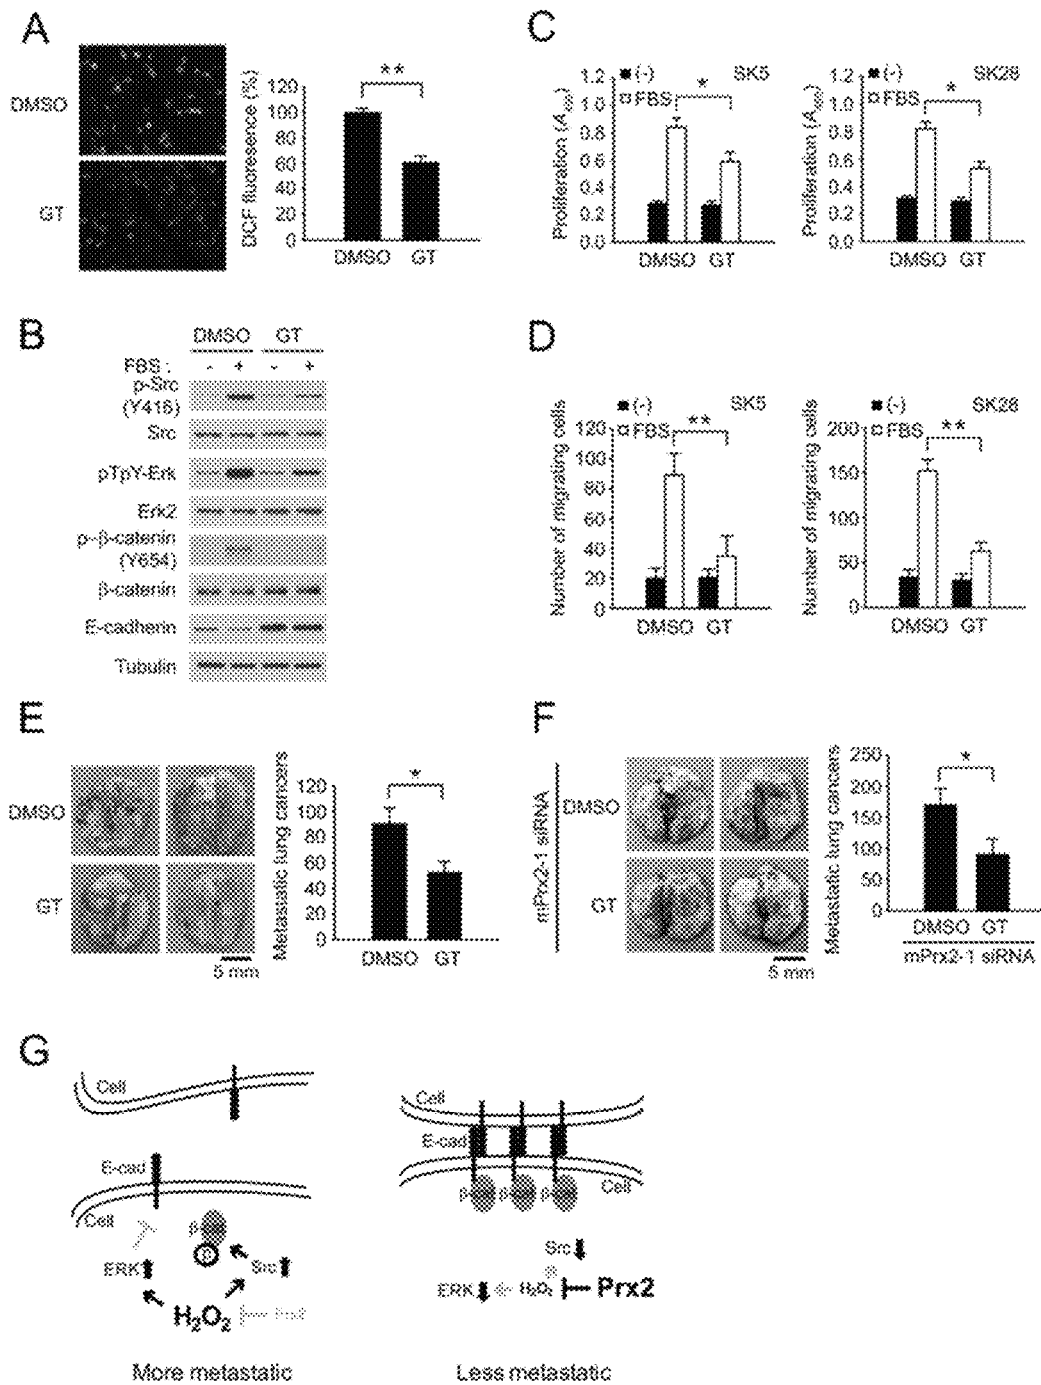 A
DMSO
GT
DCF fluoresence (%)
120
100
80
60
40
20
0
**
DMSO GT
C
Proliferation (A
1.2
1.0
0.8
0.6
0.4
0.2
0.0
(-)
FBS
SK5
*
DMSO GT
Proliferation (A
1.2
1.0
0.8
0.6
0.4
0.2
0.0
(-)
FBS
SK28
*
DMSO GT
B
DMSO GT
FBS : - + - +
p-Src
(Y416)
Src
pTpY-Erk
Erk2
p-β-catenin
(Y654)
β-catenin
E-cadherin
Tubulin
D
Number of migrating cells
120
100
80
60
40
20
0
(-)
FBS
SK5
**
DMSO GT
Number of migrating cells
200
150
100
50
0
(-)
FBS
SK28
**
DMSO GT
E
DMSO
GT
5 mm
Metastatic lung cancers
120
100
80
60
40
20
0
*
DMSO GT
F
mPrx2-1 siRNA
DMSO
GT
5 mm
Metastatic lung cancers
250
200
150
100
50
0
*
DMSO GT
mPrx2-1 siRNA
G
Cell
E-cad
Cell
ERK
Src
H₂O₂
Prx2
More metastatic
Cell
E-cad
Cell
Src
ERK
H₂O₂
Prx2
Less metastatic